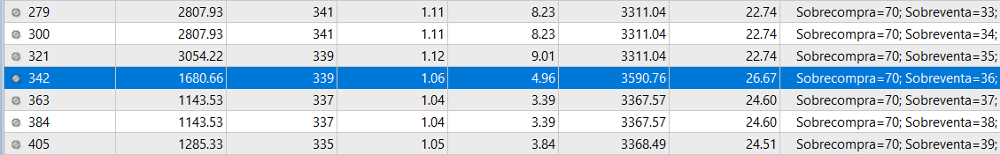 279 2807.93 341 1.11 8.23 3311.04 22.74 Sobrecompra=70; Sobreventa=33;
300 2807.93 341 1.11 8.23 3311.04 22.74 Sobrecompra=70; Sobreventa=34;
321 3054.22 339 1.12 9.01 3311.04 22.74 Sobrecompra=70; Sobreventa=35;
342 1680.66 339 1.06 4.96 3590.76 26.67 Sobrecompra=70; Sobreventa=36;
363 1143.53 337 1.04 3.39 3367.57 24.60 Sobrecompra=70; Sobreventa=37;
384 1143.53 337 1.04 3.39 3367.57 24.60 Sobrecompra=70; Sobreventa=38;
405 1285.33 335 1.05 3.84 3368.49 24.51 Sobrecompra=70; Sobreventa=39;